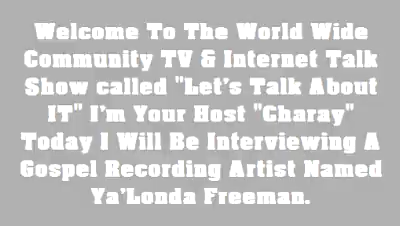 Welcome To The World Wide
Community TV & Internet Talk
Show called "Let's Talk About
IT" I'm Your Host "Charay"
Today I Will Be Interviewing A
Gospel Recording Artist Named
Ya'Londa Freeman.